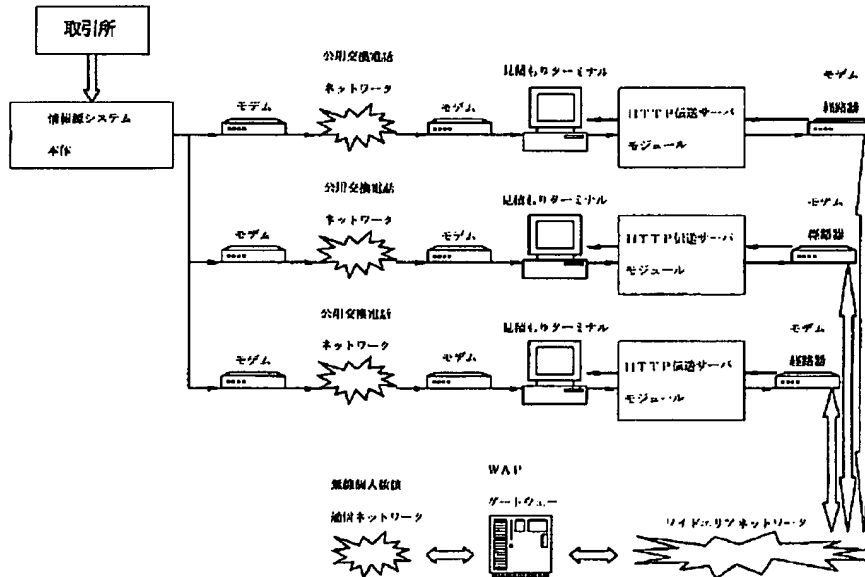 取引所
情報源システム
本体
モデム
公用交換電話
ネットワーク
モデム
見積もりターミナル
HTTP伝送サーバ
モジュール
モデム
経路器
モデム
公用交換電話
ネットワーク
モデム
見積もりターミナル
HTTP伝送サーバ
モジュール
モデム
経路器
モデム
公用交換電話
ネットワーク
モデム
見積もりターミナル
HTTP伝送サーバ
モジュール
モデム
経路器
無線個人
通信ネットワーク
WAP
ゲートウェー
ワイドエリアネットワーク